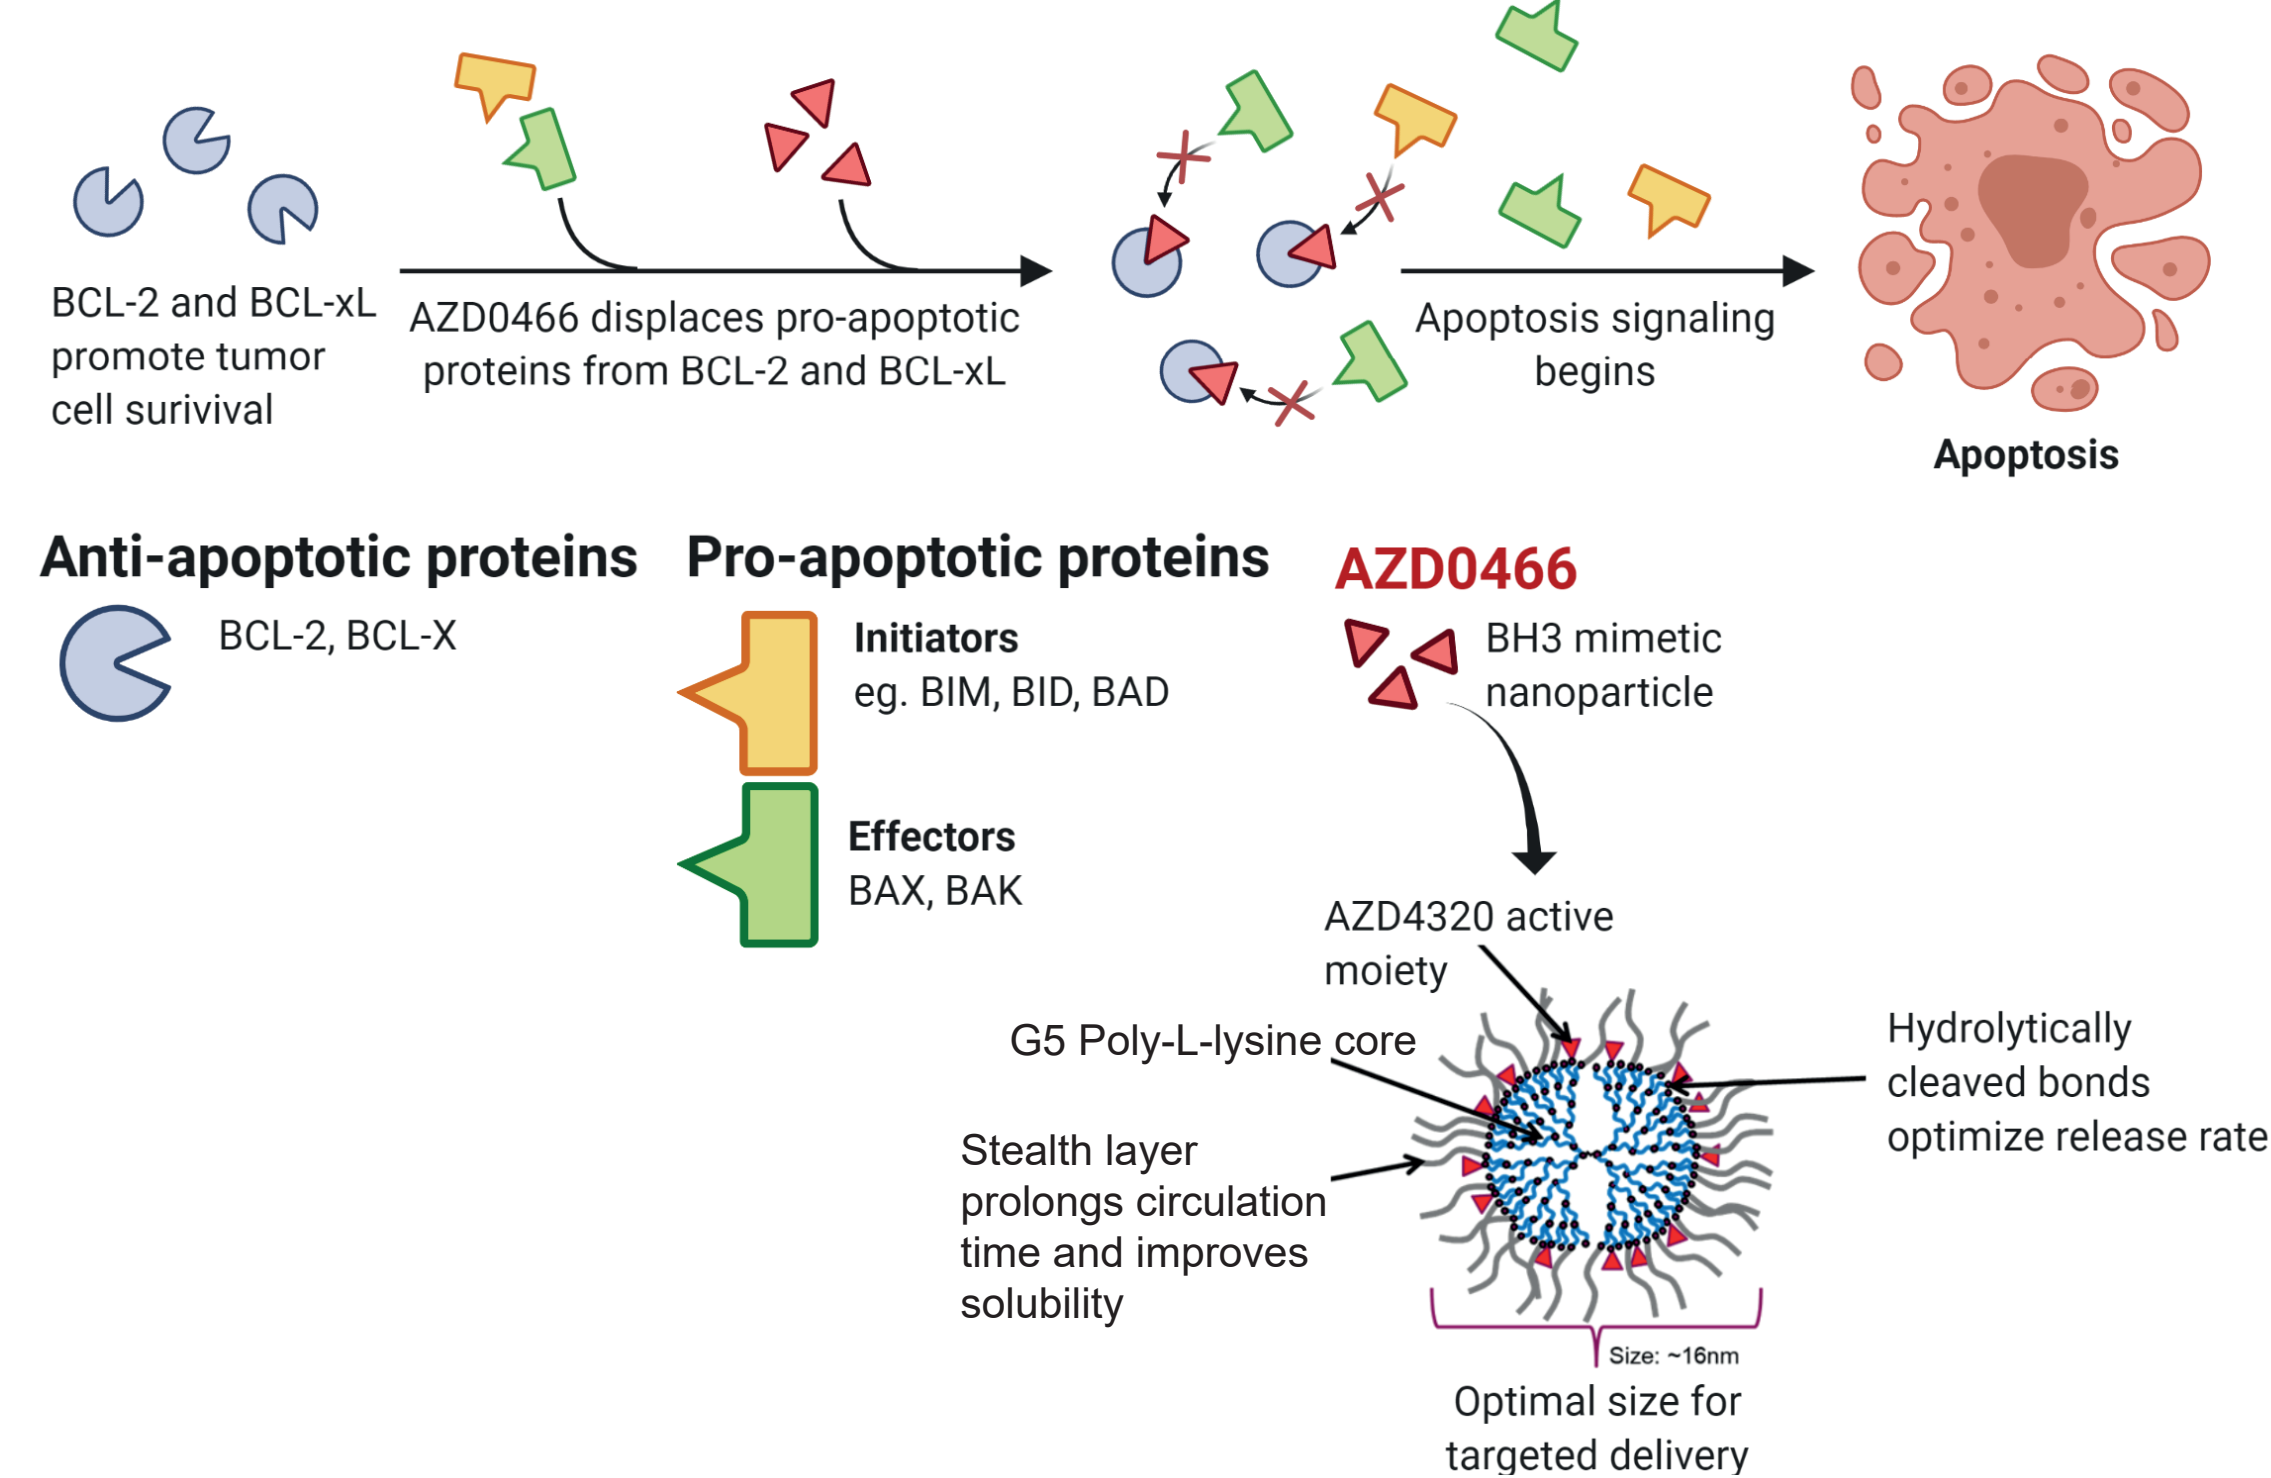 BCL-2 and BCL-xL
promote tumor
cell surivival
AZD0466 displaces pro-apoptotic
proteins from BCL-2 and BCL-xL
Apoptosis signaling
begins
Apoptosis
Anti-apoptotic proteins
BCL-2, BCL-X
Pro-apoptotic proteins
Initiators
eg. BIM, BID, BAD
Effectors
BAX, BAK
AZD0466
BH3 mimetic
nanoparticle
AZD4320 active
moiety
G5 Poly-L-lysine core
Stealth layer
prolongs circulation
time and improves
solubility
Hydrolytically
cleaved bonds
optimize release rate
Size: ~16nm
Optimal size for
targeted delivery